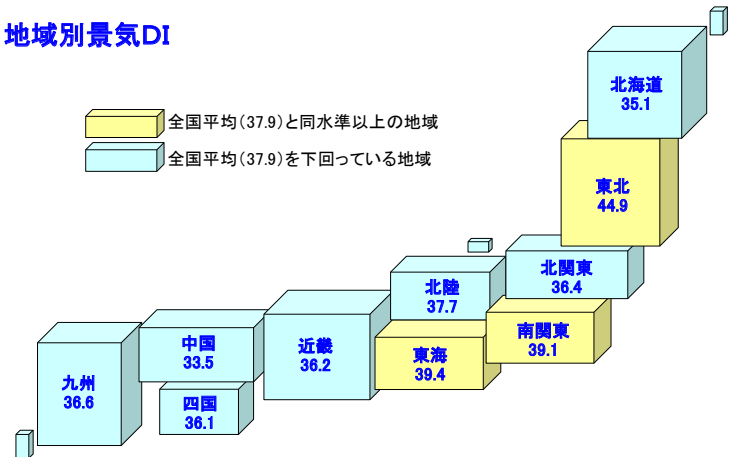 地域別景気DI
全国平均(37.9)と同水準以上の地域
全国平均(37.9)を下回っている地域
北海道
35.1
東北
44.9
北関東
36.4
北陸
37.7
南関東
39.1
東海
39.4
近畿
36.2
中国
33.5
四国
36.1
九州
36.6